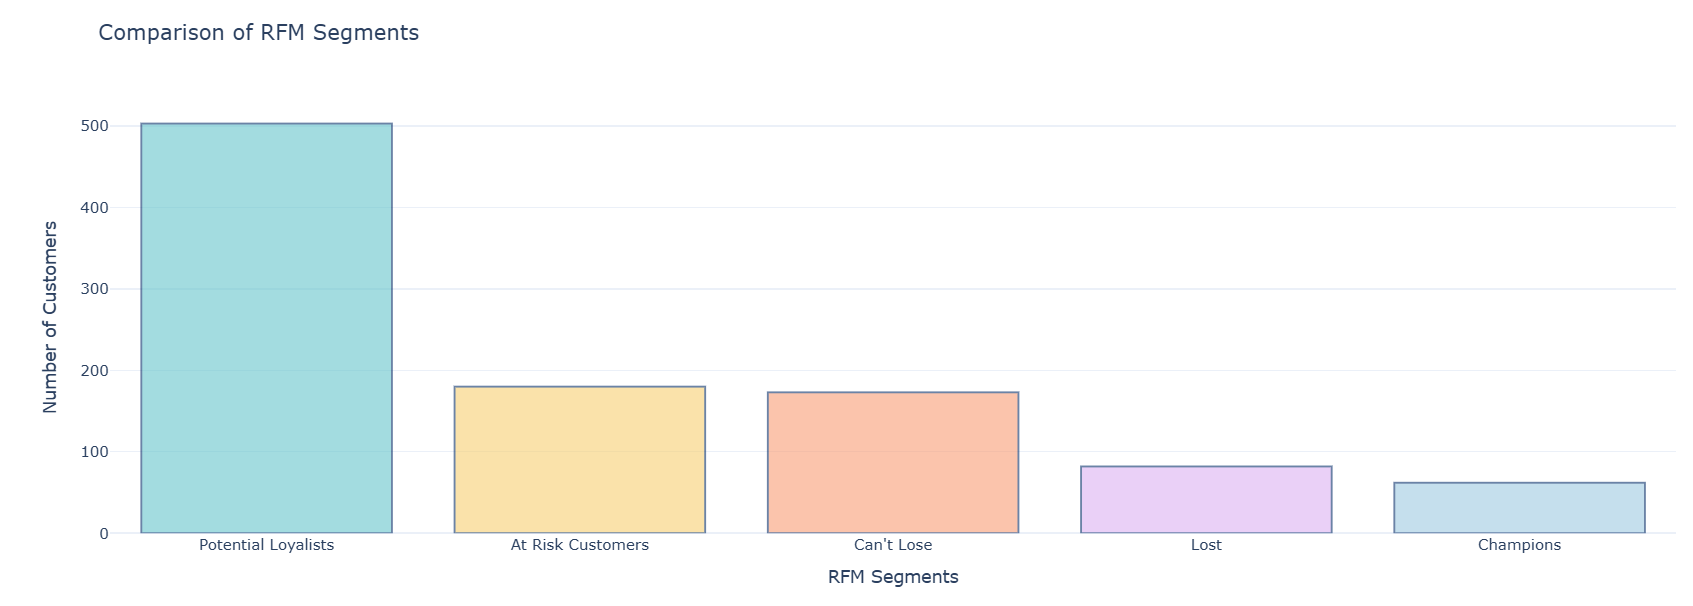 Comparison of RFM Segments
500
400
300
200
100
0
Number of Customers
Potential Loyalists At Risk Customers Can't Lose Lost Champions
RFM Segments